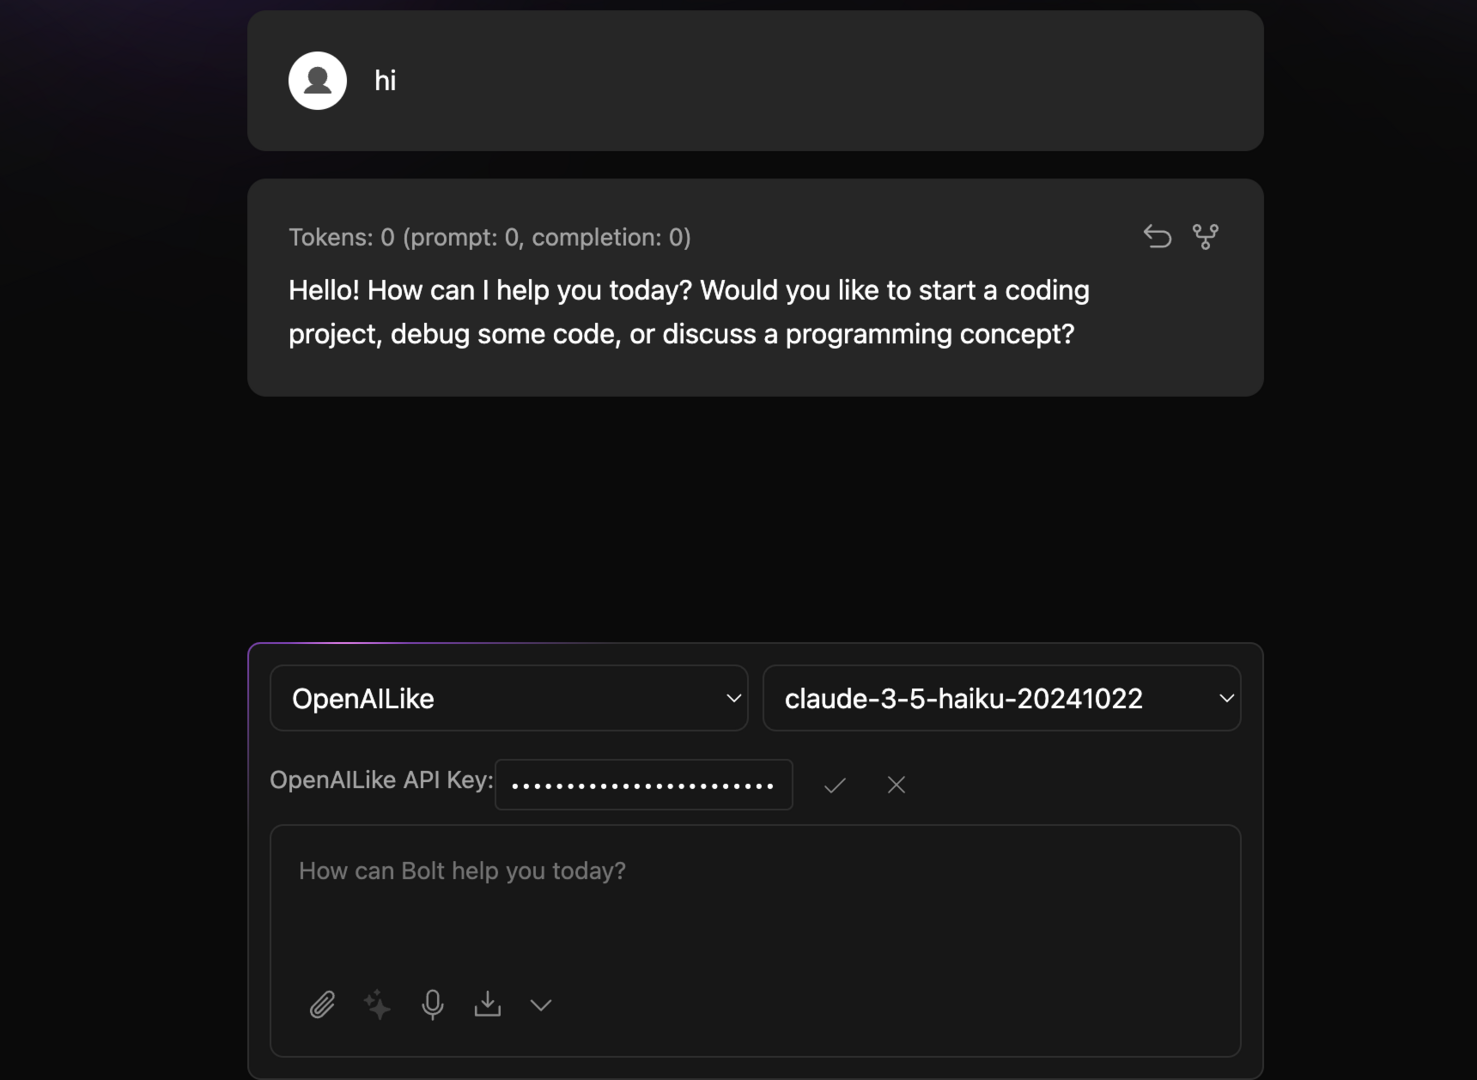 hi
Tokens: 0 (prompt: 0, completion: 0)
Hello! How can I help you today? Would you like to start a coding
project, debug some code, or discuss a programming concept?
OpenAILike
claude-3-5-haiku-20241022
OpenAILike API Key:
How can Bolt help you today?